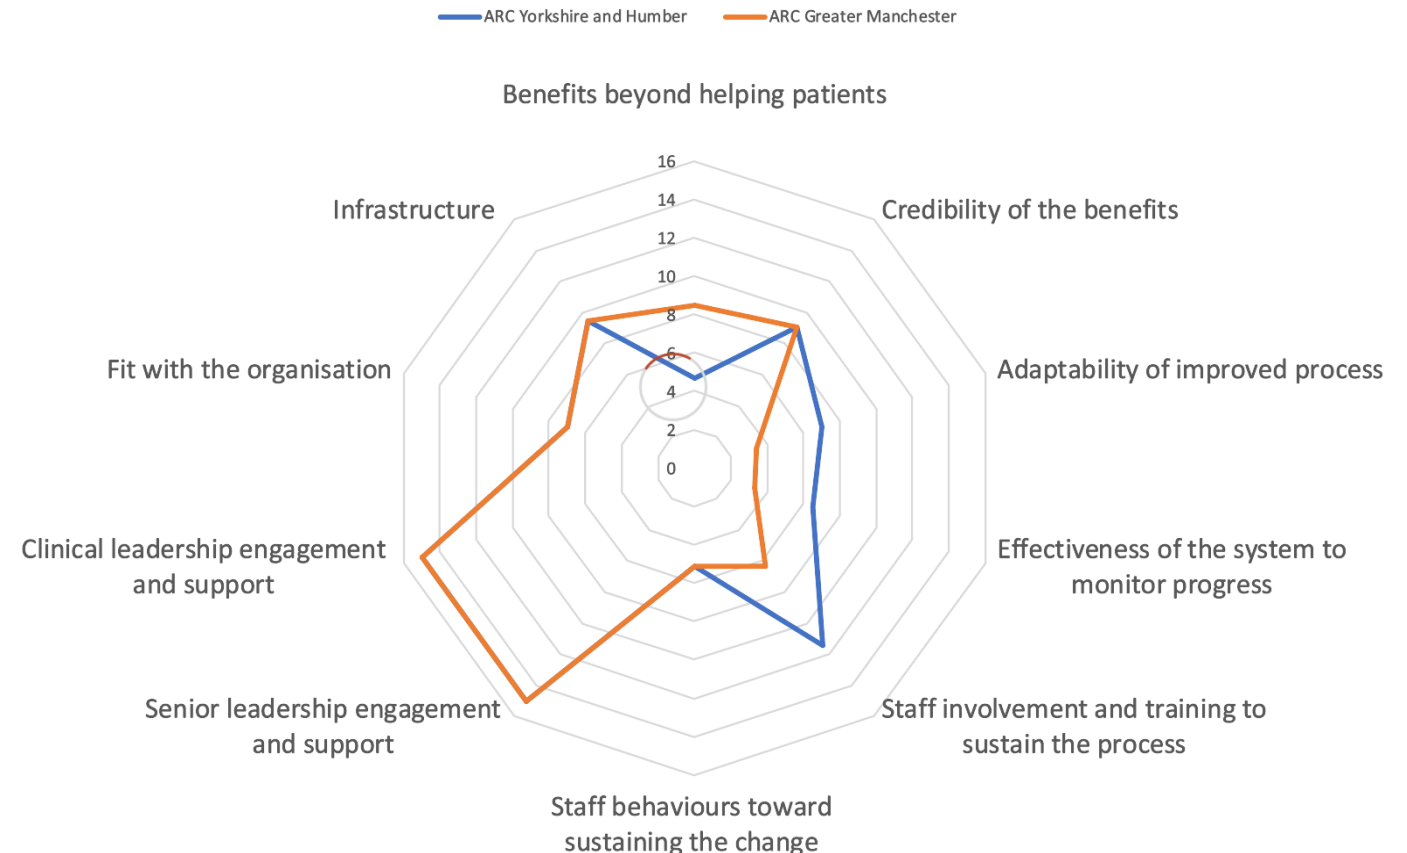 ARC Yorkshire and Humber
ARC Greater Manchester
Benefits beyond helping patients
Credibility of the benefits
Adaptability of improved process
Effectiveness of the system to
monitor progress
Staff involvement and training to
sustain the process
Staff behaviours toward
sustaining the change
Senior leadership engagement
and support
Clinical leadership engagement
and support
Fit with the organisation
Infrastructure
16
14
12
10
8
6
4
2
0